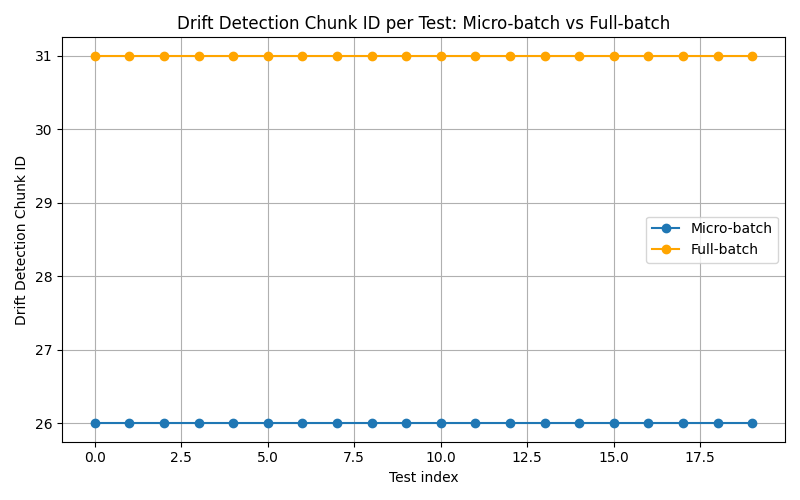 Drift Detection Chunk ID per Test: Micro-batch vs Full-batch
Drift Detection Chunk ID
31
30
29
28
27
26
Micro-batch
Full-batch
0.0 2.5 5.0 7.5 10.0 12.5 15.0 17.5
Test index